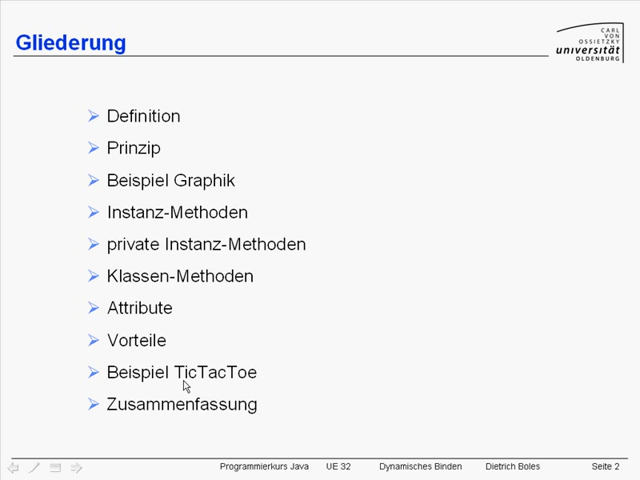 Gliederung
CARL
VON
OSSIETZKY
universität
OLDENBURG
Definition
Prinzip
Beispiel Graphik
Instanz-Methoden
private Instanz-Methoden
Klassen-Methoden
Attribute
Vorteile
Beispiel TicTacToe
Zusammenfassung
Programmierkurs Java UE 32 Dynamisches Binden Dietrich Boles Seite 2